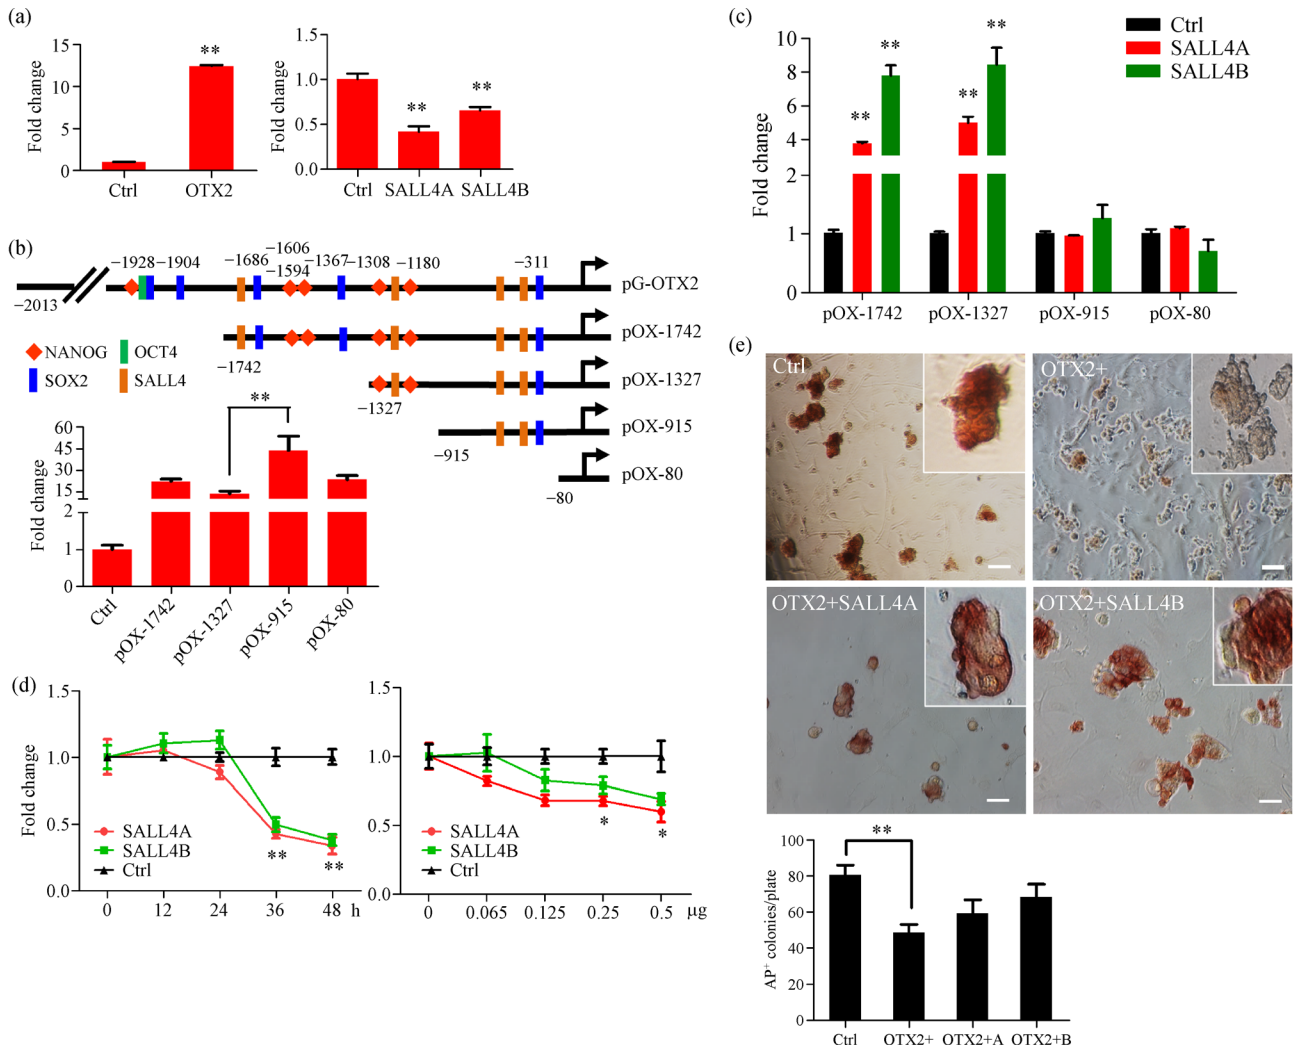 (a)
Fold change
15
10
5
0
**
Ctrl
OTX2
Fold change
1.5
1.0
0.5
0.0
**
**
Ctrl
SALL4A
SALL4B
(b)
−2013
−1928
−1904
−1686
−1606
−1594
−1367
−1308
−1180
−311
pG-OTX2
−1742
pOX-1742
−1327
pOX-1327
−915
pOX-915
−80
pOX-80
NANOG
OCT4
SOX2
SALL4
Fold change
60
45
30
15
2
1
0
**
Ctrl
pOX-1742
pOX-1327
pOX-915
pOX-80
(c)
Fold change
10
8
6
4
2
1
0
**
**
**
**
Ctrl
SALL4A
SALL4B
pOX-1742
pOX-1327
pOX-915
pOX-80
(d)
Fold change
1.5
1.0
0.5
0.0
SALL4A
SALL4B
Ctrl
**
**
0
12
24
36
48
h
1.5
1.0
0.5
0.0
SALL4A
SALL4B
Ctrl
*
*
0
0.065
0.125
0.25
0.5
μg
(e)
Ctrl
OTX2+
OTX2+SALL4A
OTX2+SALL4B
AP+ colonies/plate
100
80
60
40
20
0
**
Ctrl
OTX2+
OTX2+A
OTX2+B